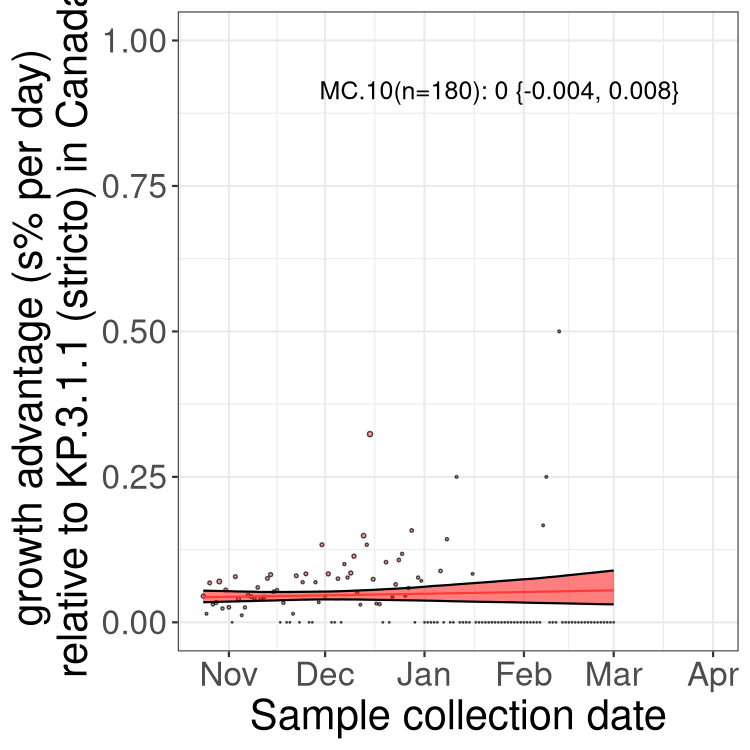 growth advantage (s% per day)
relative to KP.3.1.1 (stricto) in Canada
1.00
0.75
0.50
0.25
0.00
MC.10(n=180): 0 {-0.004, 0.008}
Nov Dec Jan Feb Mar Apr
Sample collection date